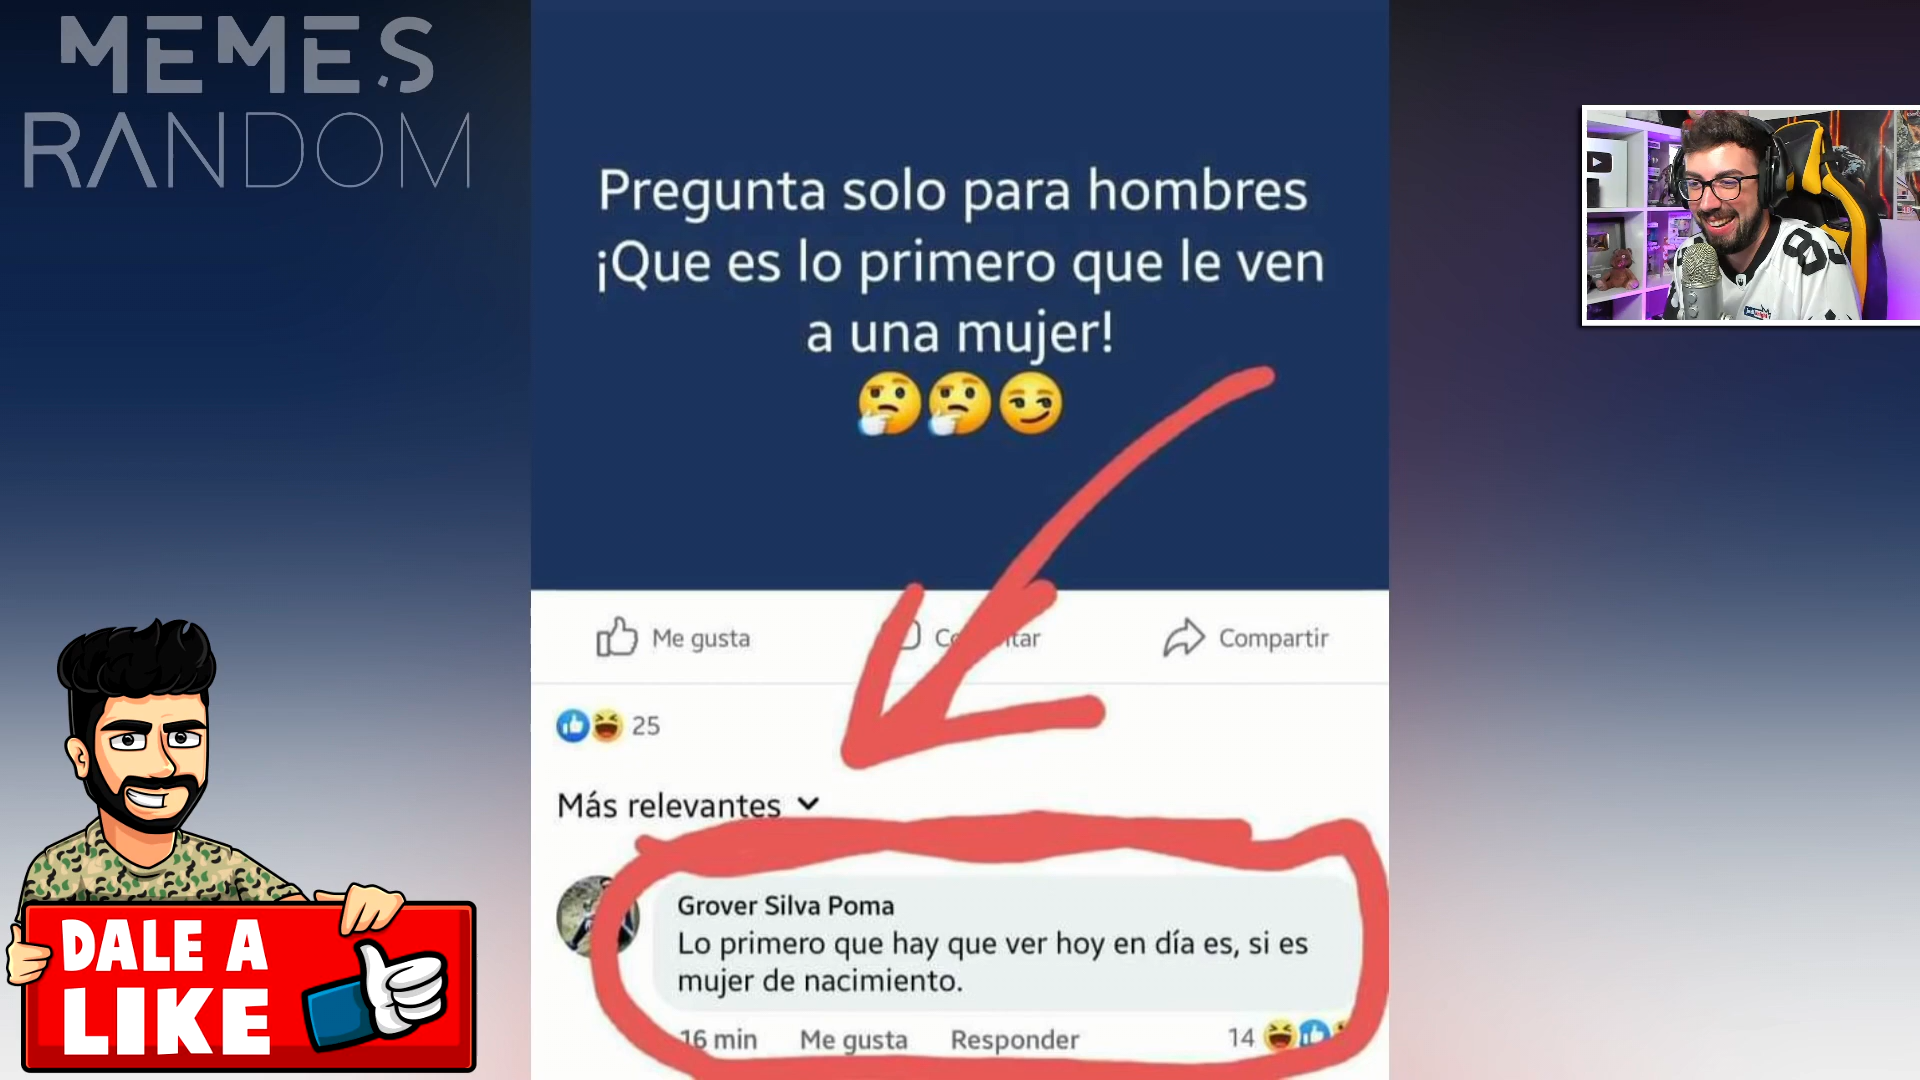 MEMES
RANDOM
Pregunta solo para hombres
¡Que es lo primero que le ven
a una mujer!
🤔🤔😏
Me gusta
Compartir
25
Más relevantes
Grover Silva Poma
Lo primero que hay que ver hoy en día es, si es
mujer de nacimiento.
16 min Me gusta Responder 14
DALE A
LIKE